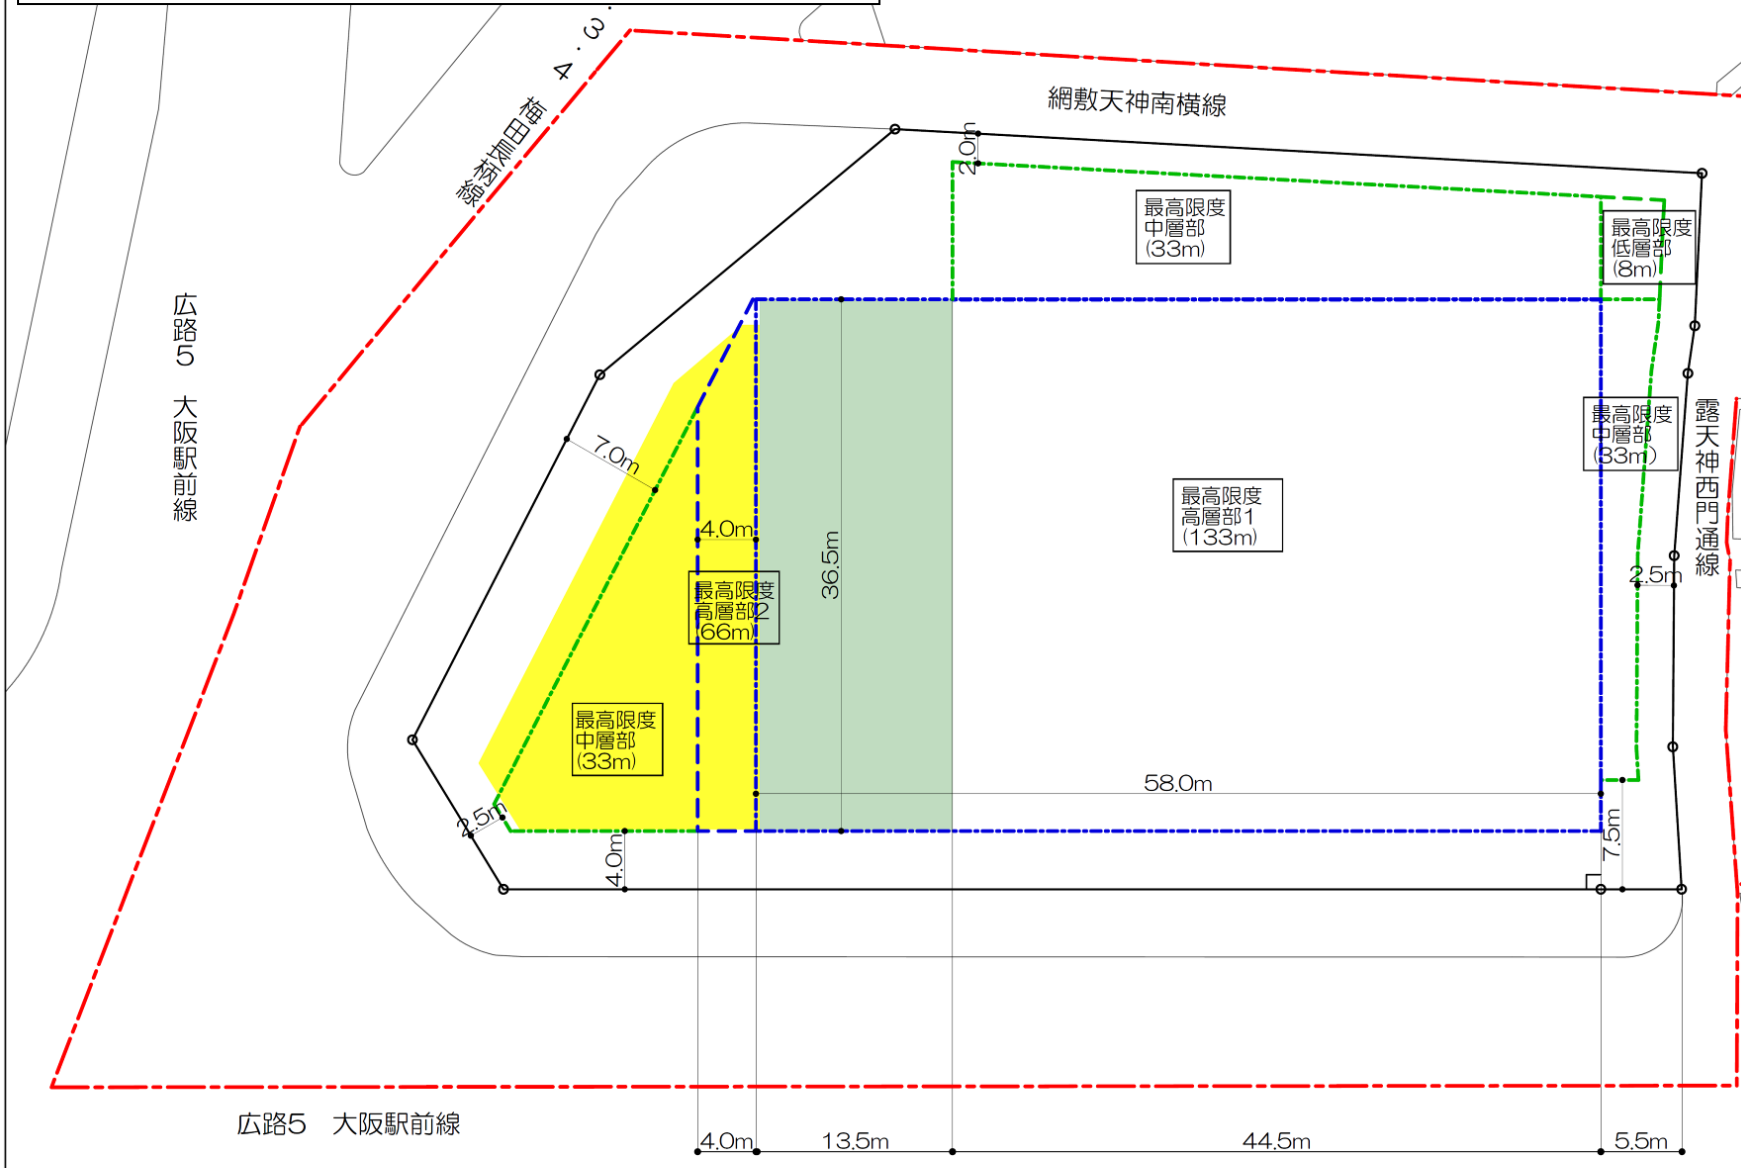 3・4・
梅田長柄線
網敷天神南横線
2.0m
最高限度
中層部
(33m)
最高限度
低層部
(8m)
広路5　大阪駅前線
7.0m
4.0m
36.5m
最高限度
高層部1
(133m)
最高限度
中層部
(33m)
露天神西門通線
2.5m
最高限度
高層部2
(66m)
最高限度
中層部
(33m)
58.0m
2.5m
4.0m
7.5m
広路5　大阪駅前線
4.0m
13.5m
44.5m
5.5m